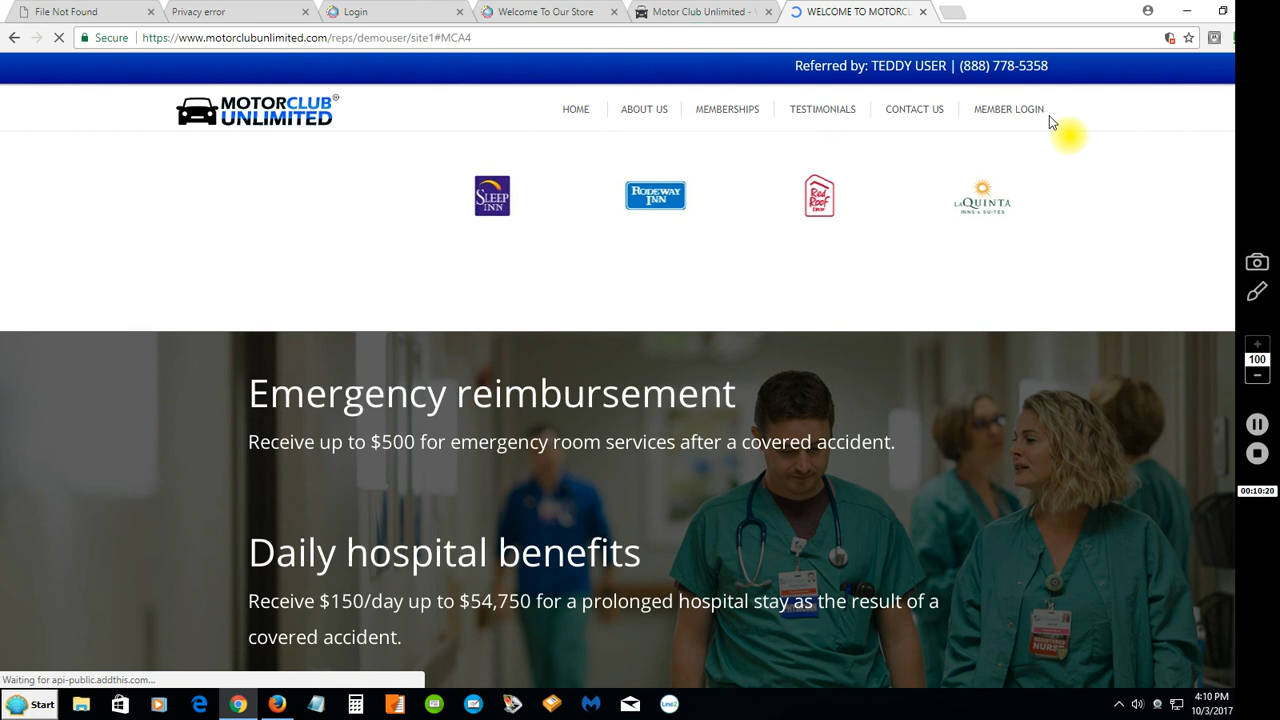 File Not Found
Privacy error
Login
Welcome To Our Store
Motor Club Unlimited -
WELCOME TO MOTORCL
Secure
https://www.motorclubunlimited.com/reps/demouser/site1#MCA4
Referred by: TEDDY USER | (888) 778-5358
MOTORCLUB
UNLIMITED
HOME
ABOUT US
MEMBERSHIPS
TESTIMONIALS
CONTACT US
MEMBER LOGIN
SLEEP
INN
RODEWAY
INN
Red
Roof
Inn
LAQUINTA
INNS & SUITES
100
Emergency reimbursement
Receive up to $500 for emergency room services after a covered accident.
00:10:20
Daily hospital benefits
Receive $150/day up to $54,750 for a prolonged hospital stay as the result of a
covered accident.
REGISTERED
NURSE
Waiting for api-public.addthis.com...
Start
Line2
4:10 PM
10/3/2017